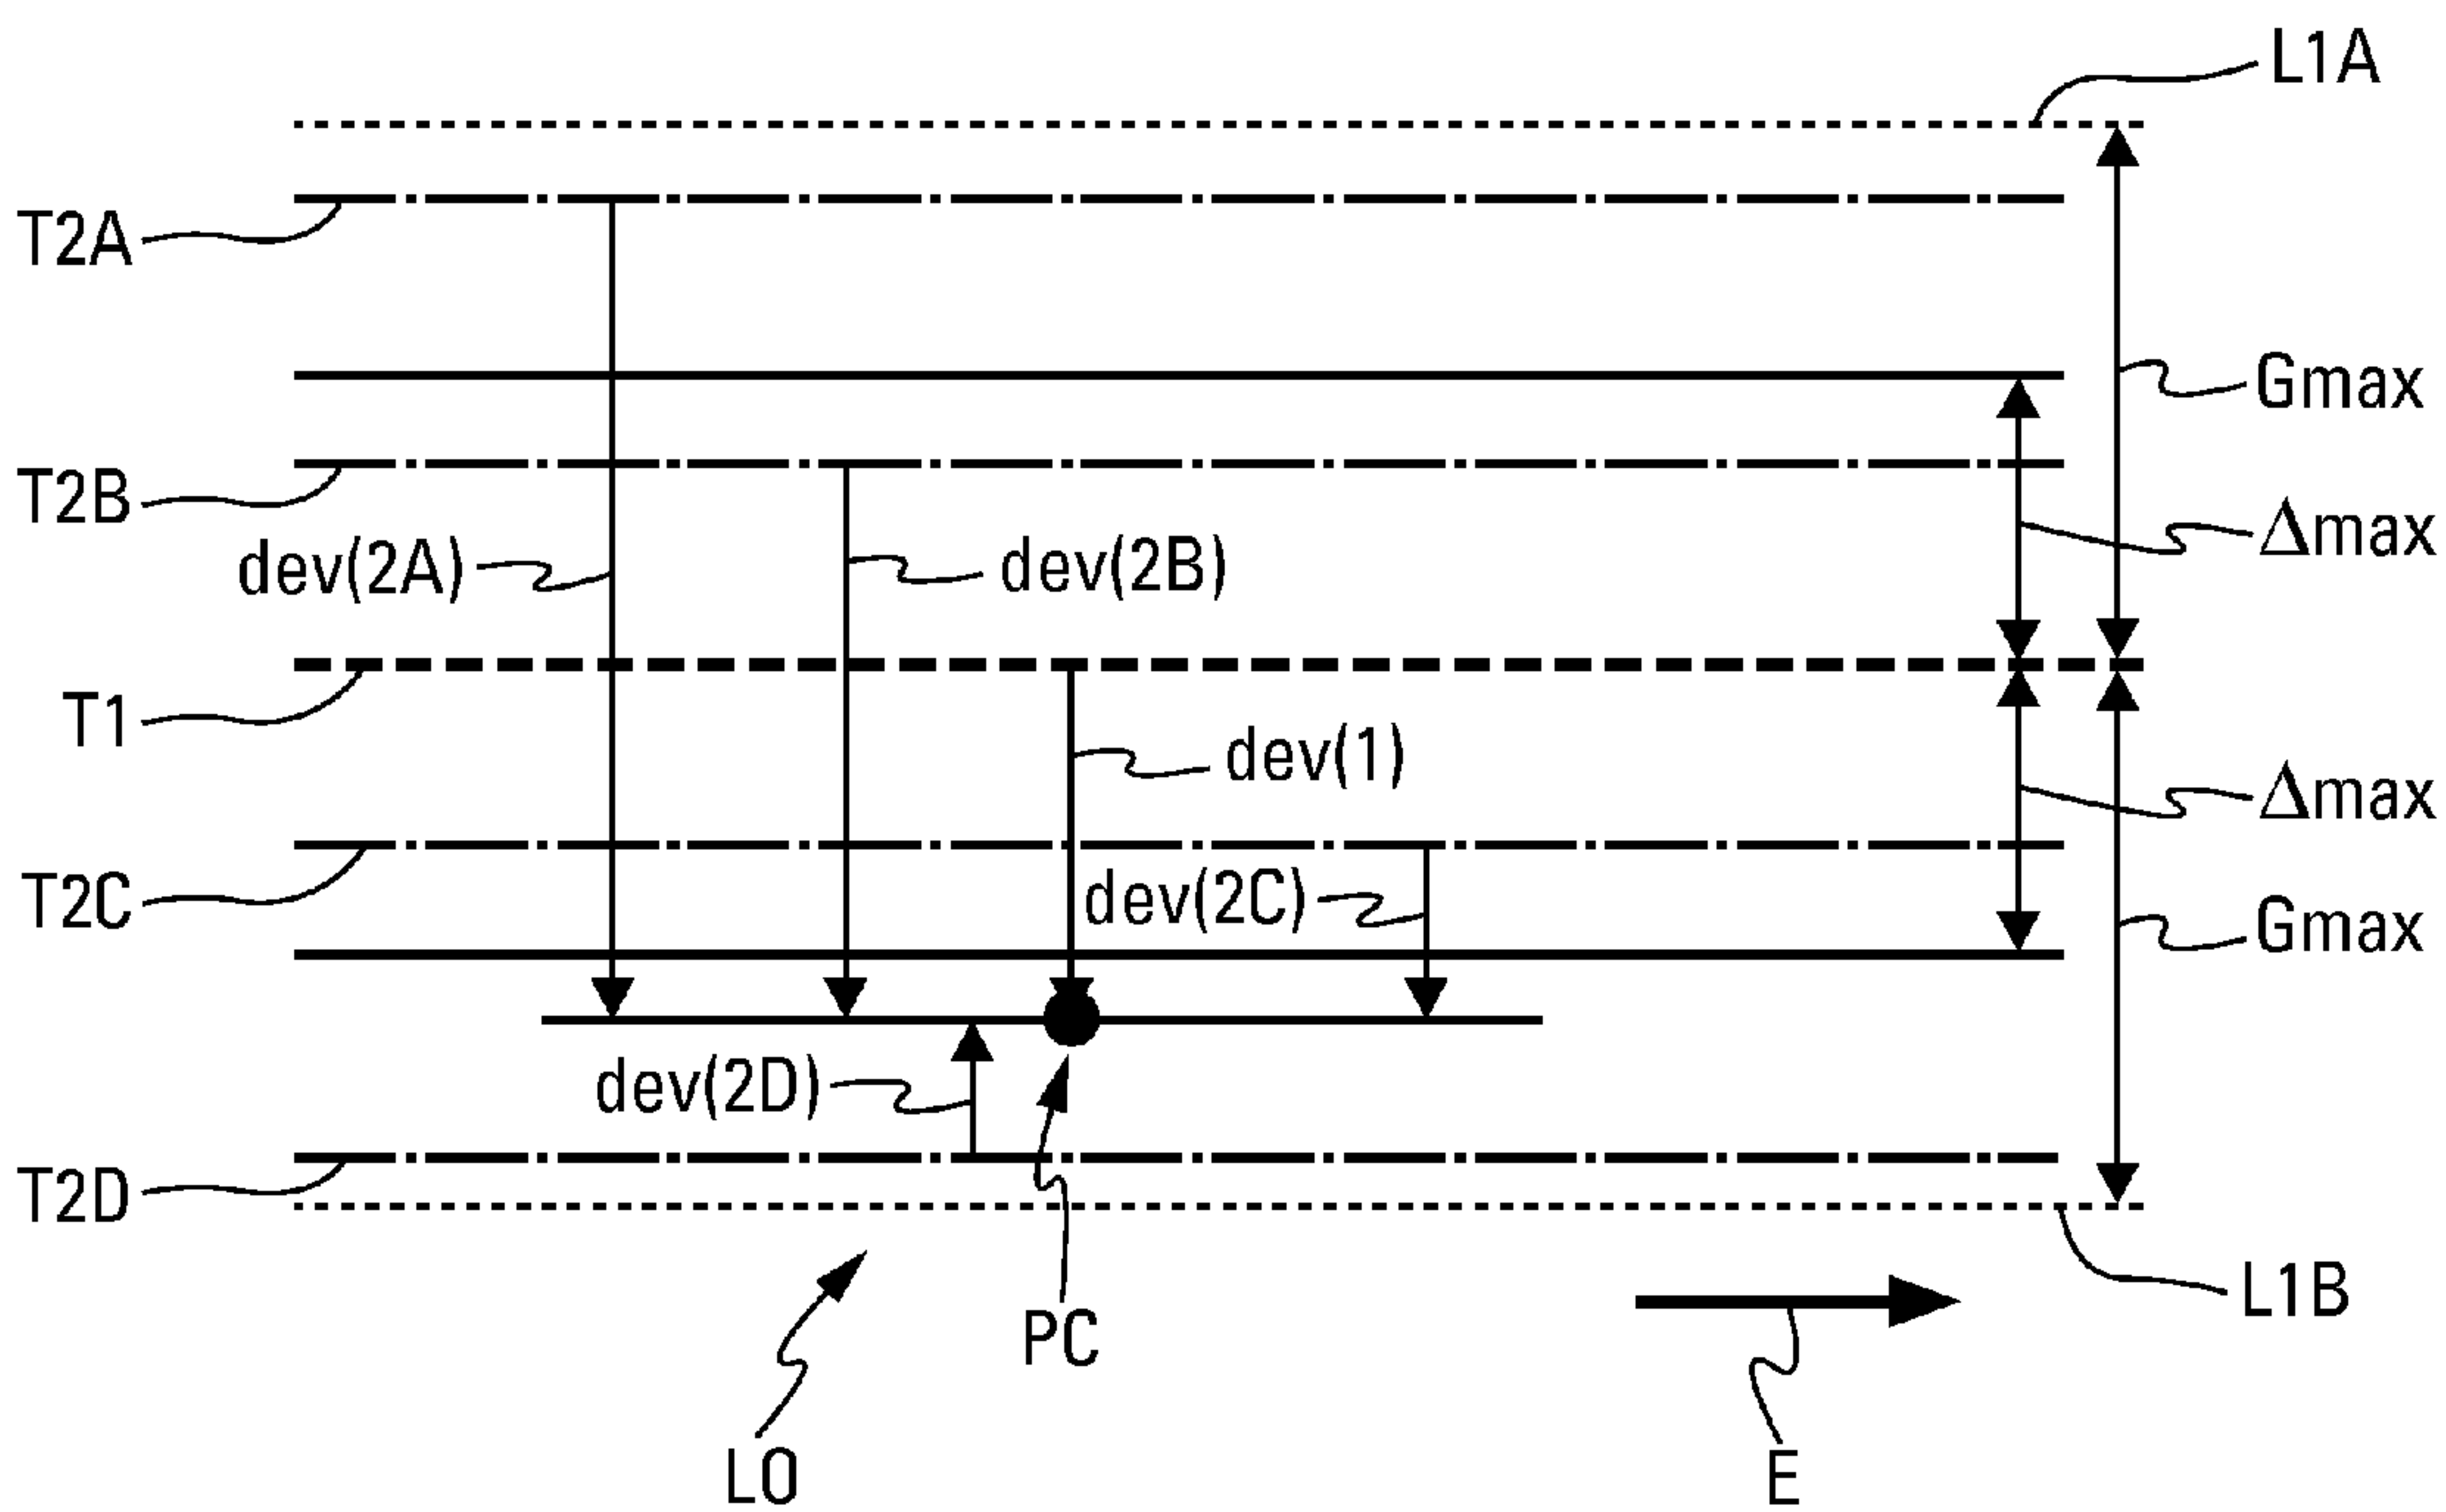 L1A
T2A
Gmax
T2B
Δmax
dev(2A)
dev(2B)
T1
dev(1)
Δmax
T2C
dev(2C)
Gmax
dev(2D)
T2D
L1B
PC
LO
E